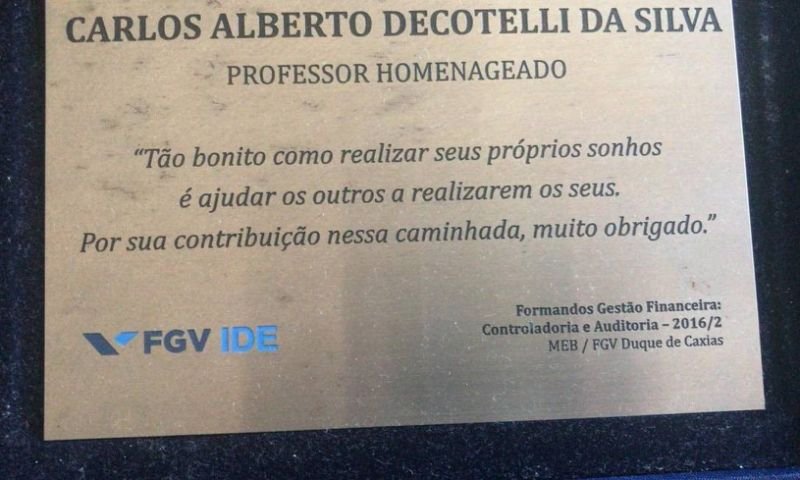 CARLOS ALBERTO DECOTELLI DA SILVA
PROFESSOR HOMENAGEADO
“Tão bonito como realizar seus próprios sonhos
é ajudar os outros a realizarem os seus.
Por sua contribuição nessa caminhada, muito obrigado.”
FGV IDE
Formandos Gestão Financeira:
Controladoria e Auditoria – 2016/2
MEB / FGV Duque de Caxias